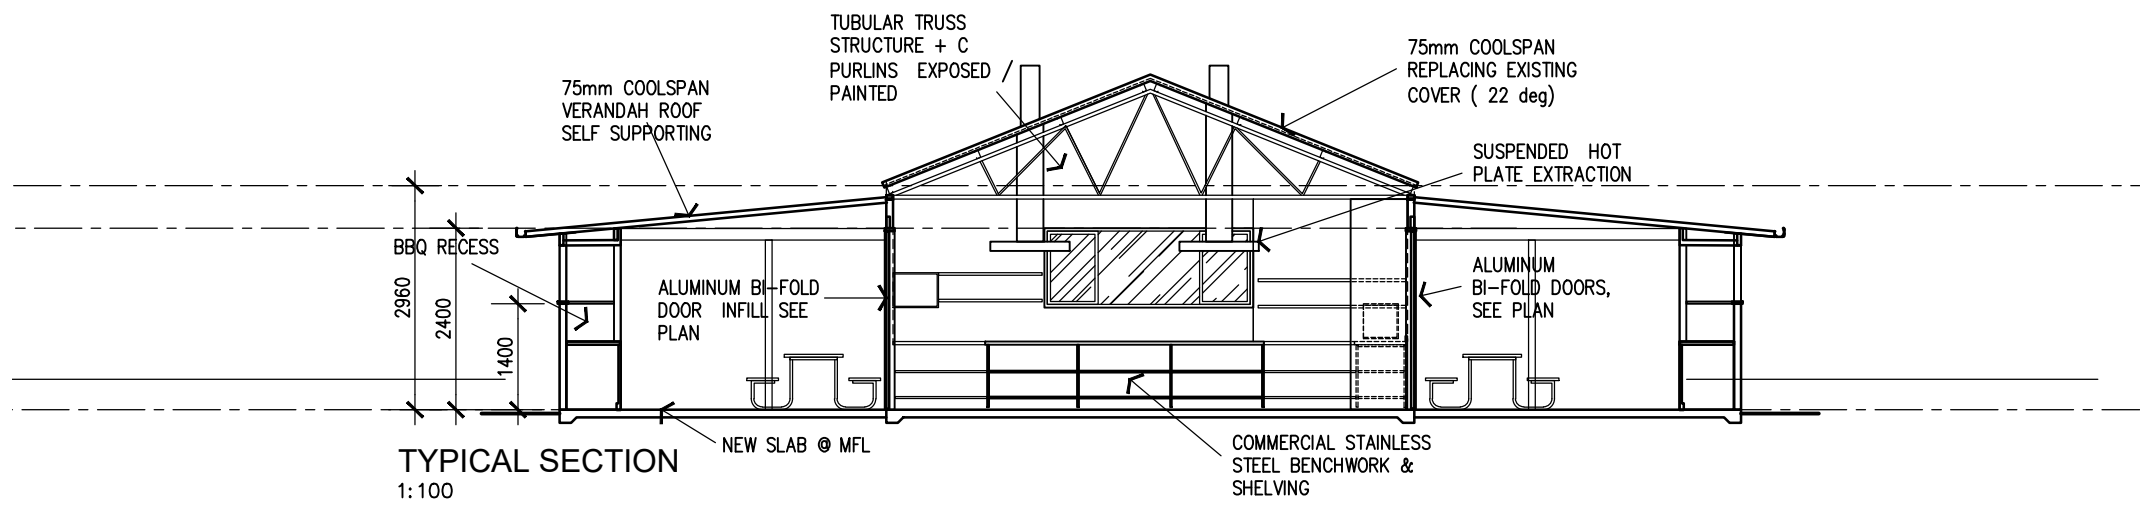 TUBULAR TRUSS
STRUCTURE + C
PURLINS EXPOSED /
PAINTED
75mm COOLSPAN
REPLACING EXISTING
COVER ( 22 deg)
75mm COOLSPAN
VERANDAH ROOF
SELF SUPPORTING
SUSPENDED HOT
PLATE EXTRACTION
BBQ RECESS
2960
2400
1400
ALUMINUM BI-FOLD
DOOR INFILL SEE
PLAN
ALUMINUM
BI-FOLD DOORS,
SEE PLAN
NEW SLAB @ MFL
COMMERCIAL STAINLESS
STEEL BENCHWORK &
SHELVING
TYPICAL SECTION
1:100